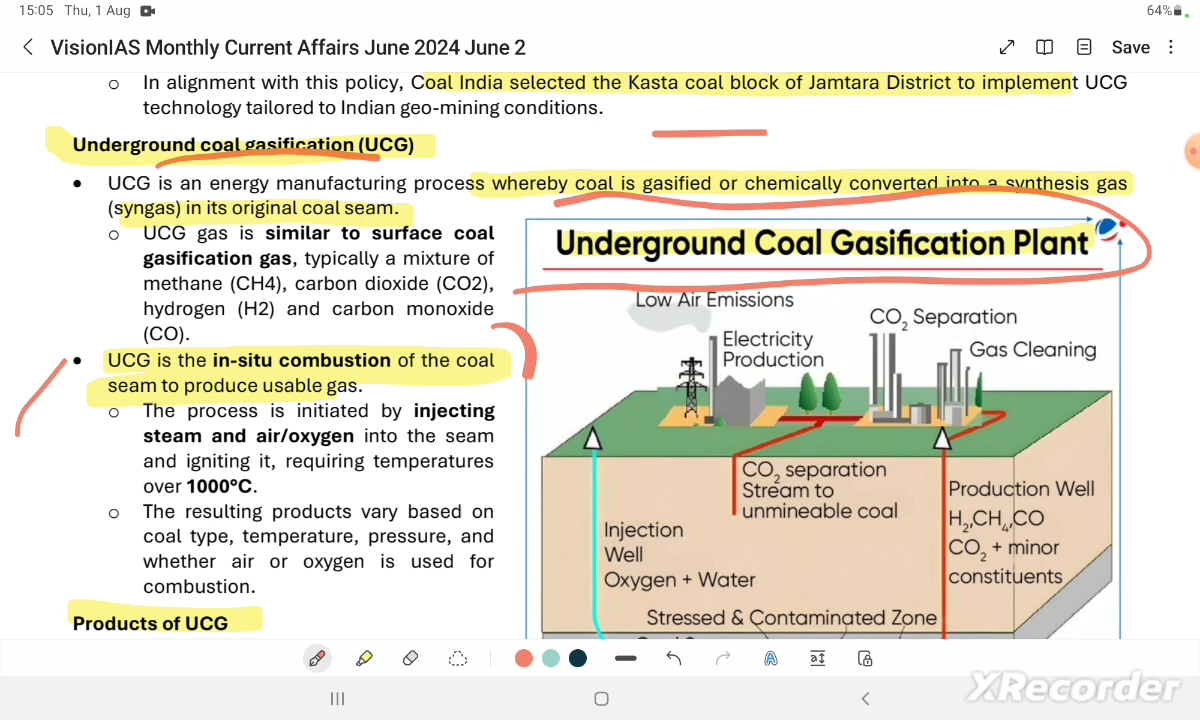 15:05 Thu, 1 Aug
64%
VisionIAS Monthly Current Affairs June 2024 June 2
Save
o In alignment with this policy, Coal India selected the Kasta coal block of Jamtara District to implement UCG
technology tailored to Indian geo-mining conditions.
Underground coal gasification (UCG)
• UCG is an energy manufacturing process whereby coal is gasified or chemically converted into a synthesis gas
(syngas) in its original coal seam.
o UCG gas is similar to surface coal
gasification gas, typically a mixture of
methane (CH4), carbon dioxide (CO2),
hydrogen (H2) and carbon monoxide
(CO).
• UCG is the in-situ combustion of the coal
seam to produce usable gas.
o The process is initiated by injecting
steam and air/oxygen into the seam
and igniting it, requiring temperatures
over 1000°C.
o The resulting products vary based on
coal type, temperature, pressure, and
whether air or oxygen is used for
combustion.
Products of UCG
Underground Coal Gasification Plant
Low Air Emissions
Electricity
Production
CO₂ Separation
Gas Cleaning
CO₂ separation
Stream to
unmineable coal
Injection
Well
Oxygen + Water
Production Well
H₂,CH₄,CO
CO₂ + minor
constituents
Stressed & Contaminated Zone
XRecorder